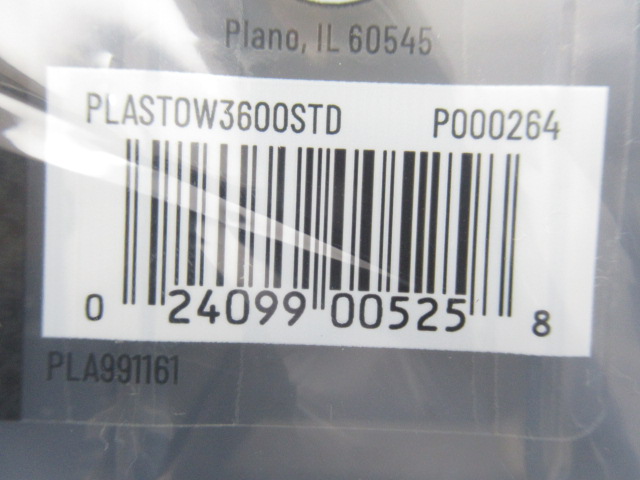 Plano, IL 60545
PLASTOW3600STD P000264
0 24099 00525 8
PLA991161